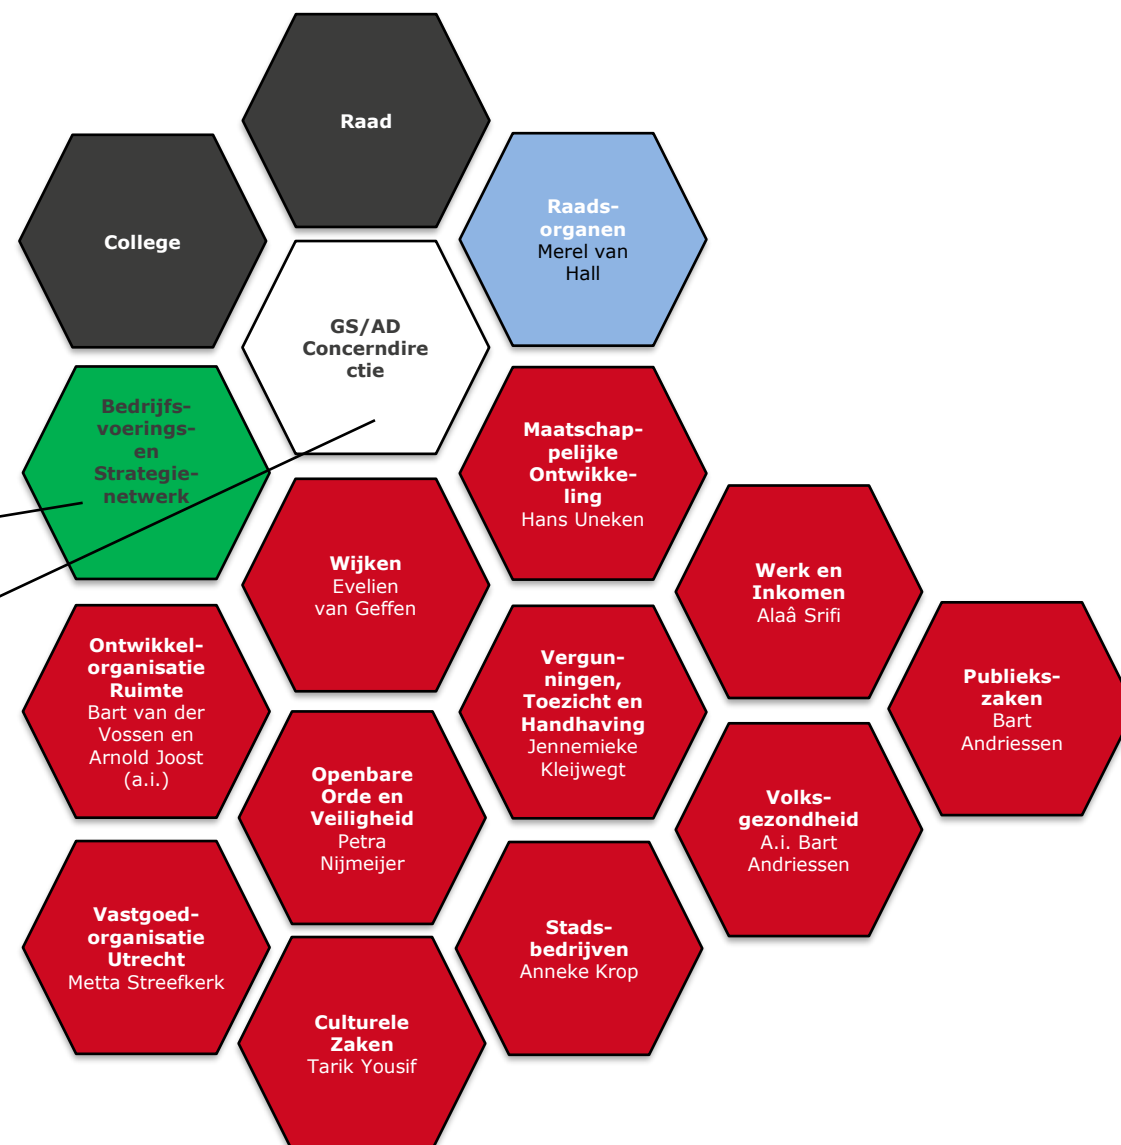 Raad
College
Raads-
organen
Merel van
Hall
GS/AD
Concerndire
ctie
Bedrijfs-
voerings-
en
Strategie-
netwerk
Maatschap-
pelijke
Ontwikke-
ling
Hans Uneken
Wijken
Evelien
van Geffen
Werk en
Inkomen
Alaâ Srifi
Ontwikkel-
organisatie
Ruimte
Bart van der
Vossen en
Arnold Joost
(a.i.)
Vergun-
ningen,
Toezicht en
Handhaving
Jennemieke
Kleijwegt
Publieks-
zaken
Bart
Andriessen
Openbare
Orde en
Veiligheid
Petra
Nijmeijer
Volks-
gezondheid
A.i. Bart
Andriessen
Vastgoed-
organisatie
Utrecht
Metta Streefkerk
Stads-
bedrijven
Anneke Krop
Culturele
Zaken
Tarik Yousif